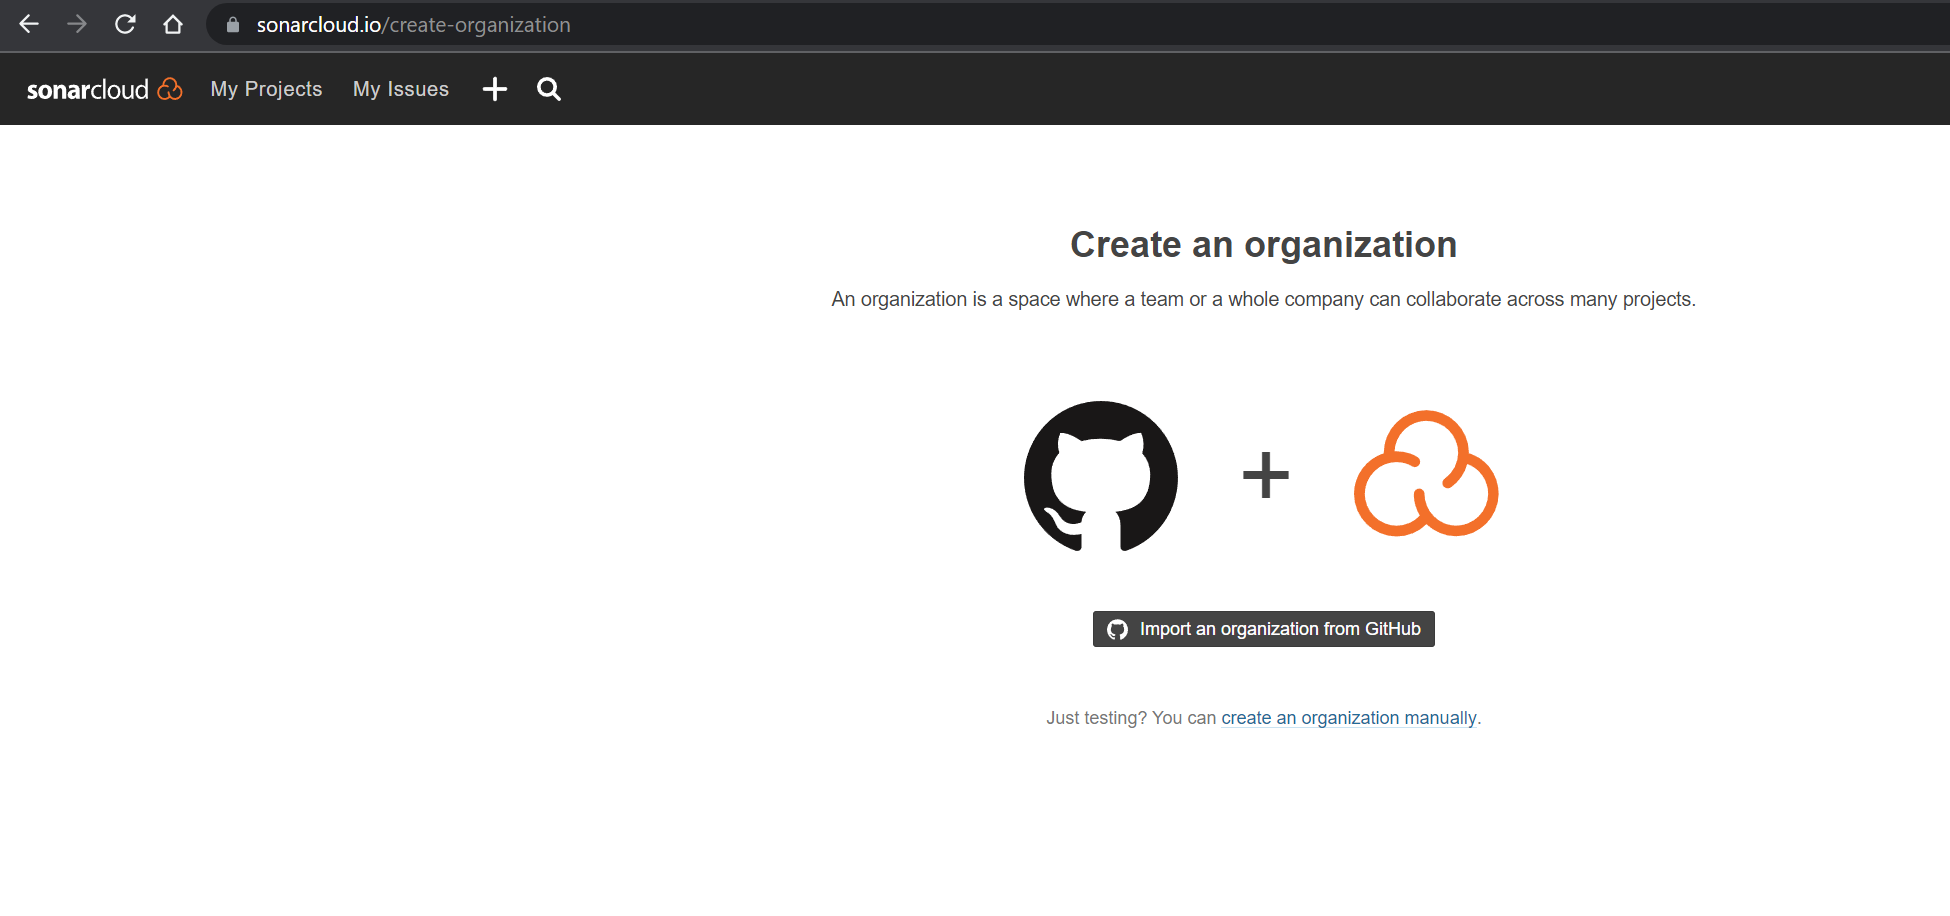 sonarcloud.io/create-organization
sonarcloud My Projects My Issues
Create an organization
An organization is a space where a team or a whole company can collaborate across many projects.
Import an organization from GitHub
Just testing? You can create an organization manually.